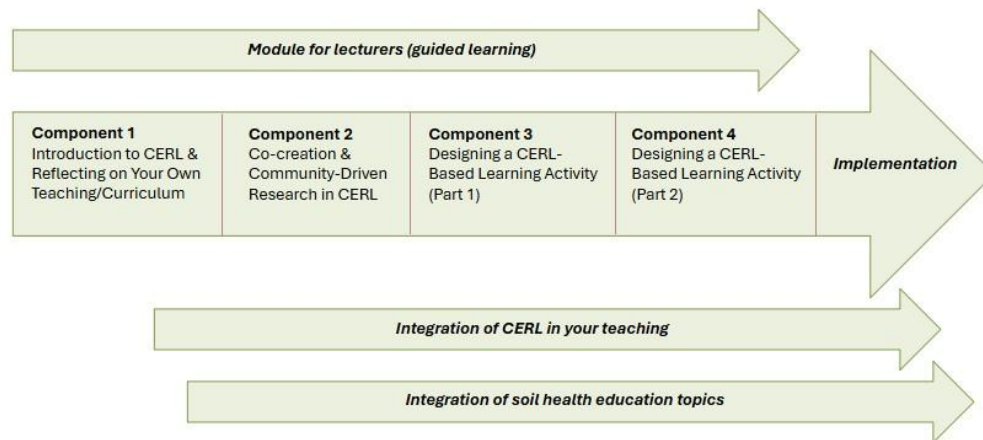 Module for lecturers (guided learning)
Component 1
Introduction to CERL &
Reflecting on Your Own
Teaching/Curriculum
Component 2
Co-creation &
Community-Driven
Research in CERL
Component 3
Designing a CERL-
Based Learning Activity
(Part 1)
Component 4
Designing a CERL-
Based Learning Activity
(Part 2)
Implementation
Integration of CERL in your teaching
Integration of soil health education topics